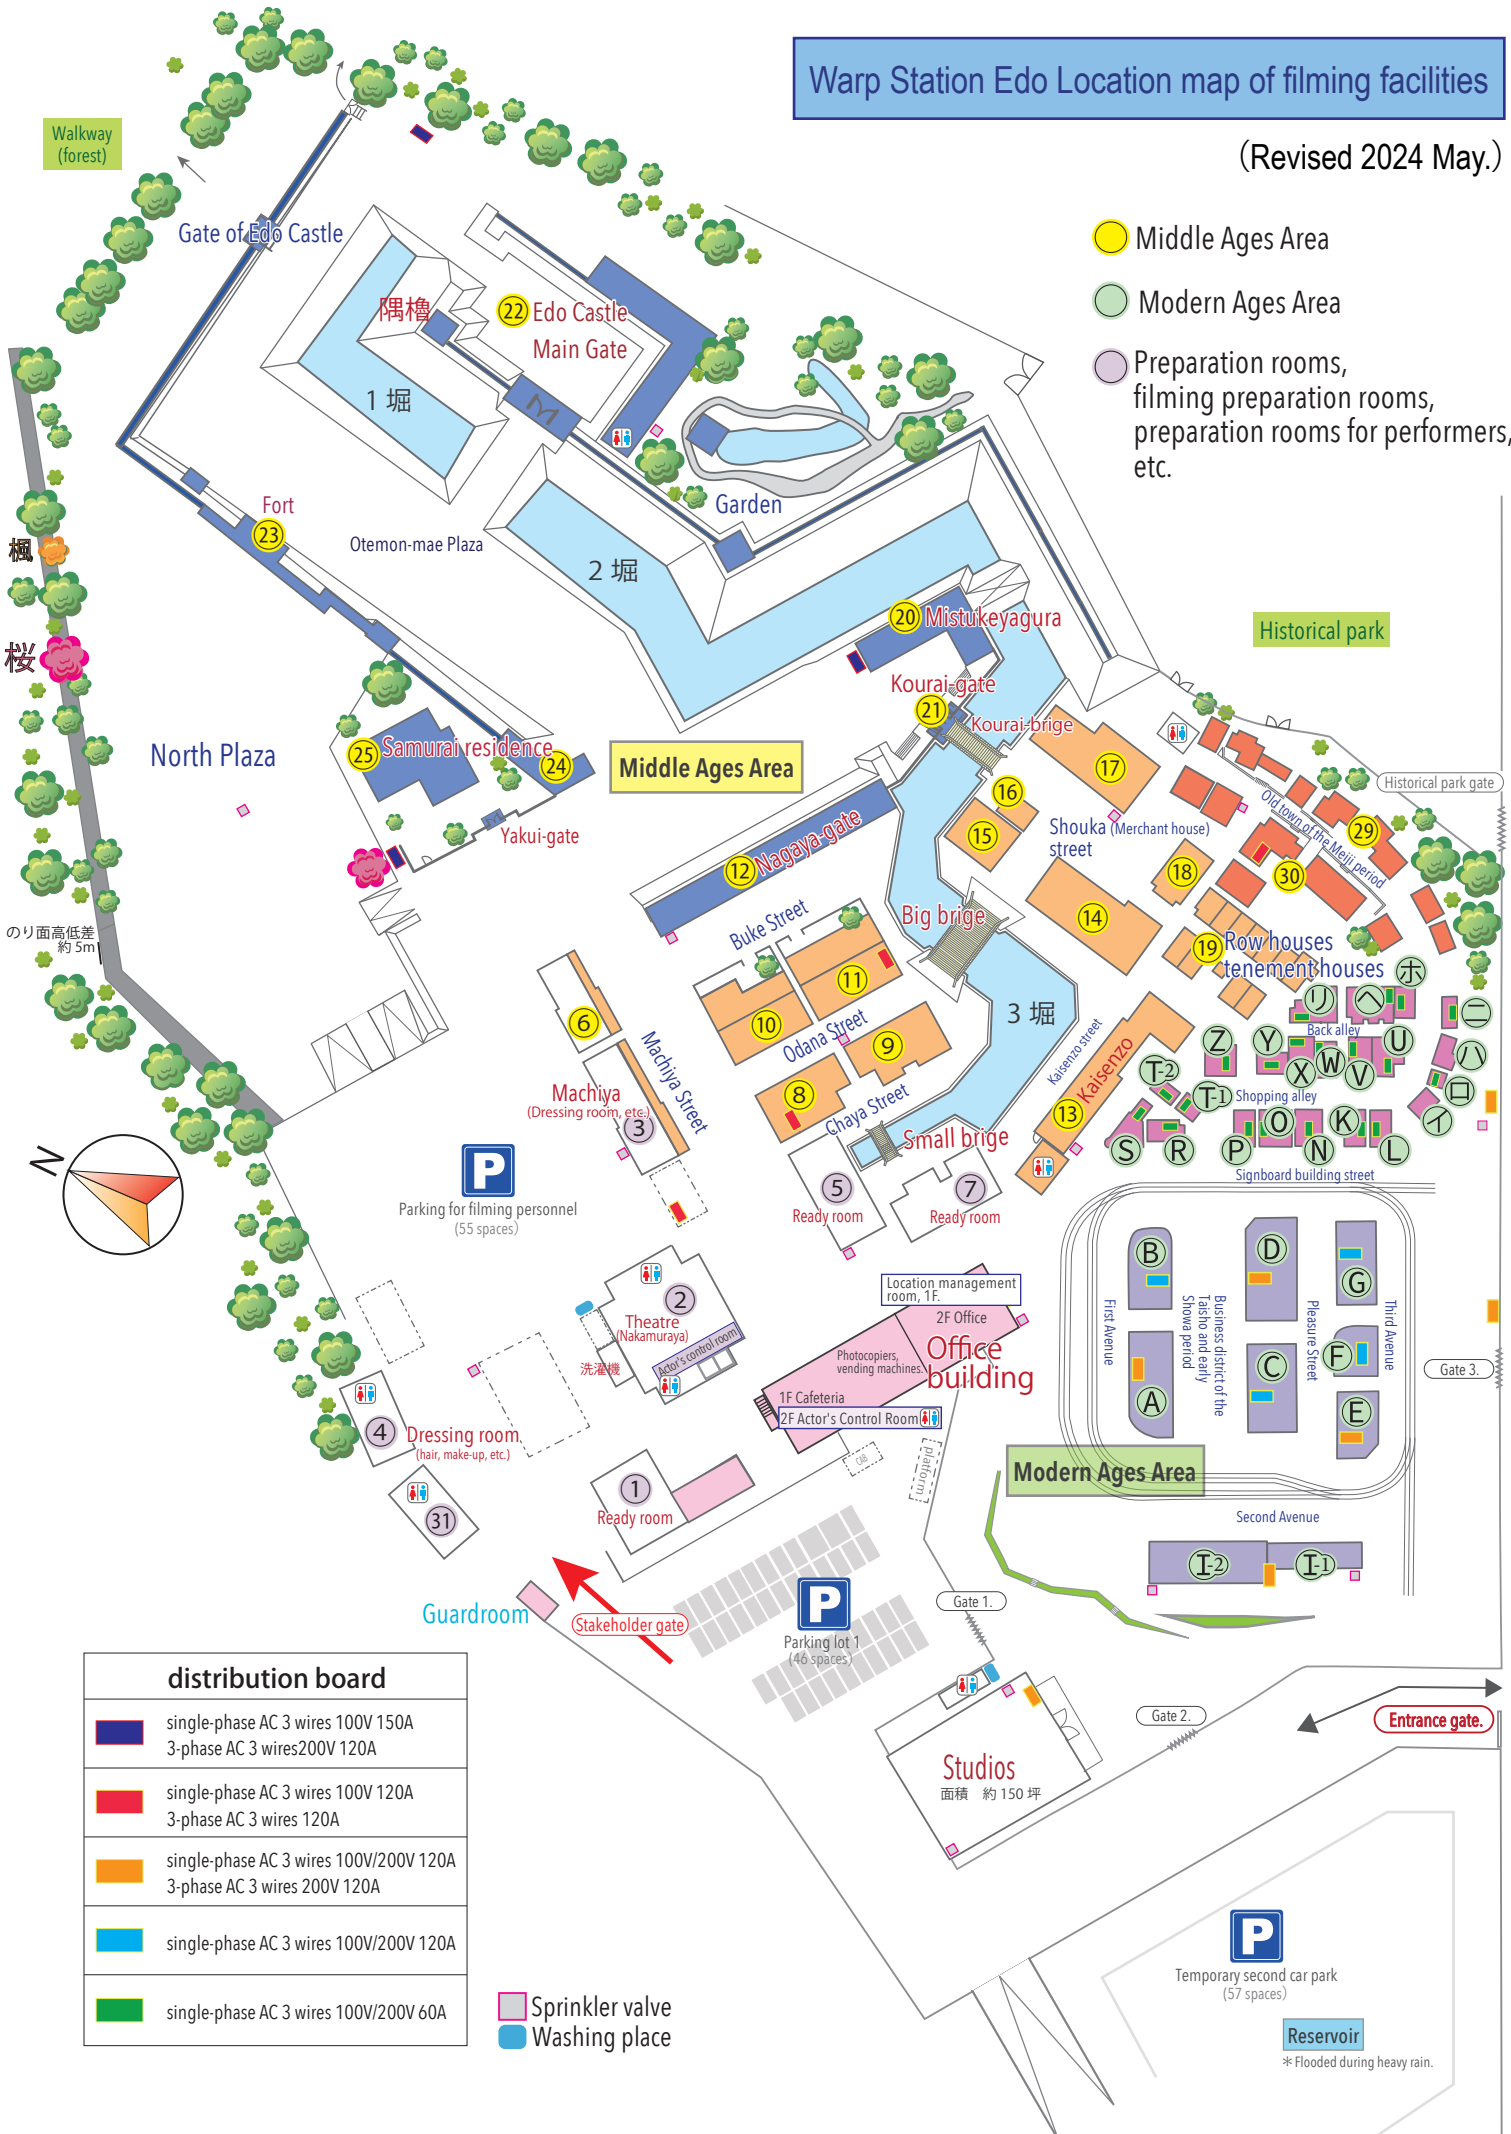 Warp Station Edo Location map of filming facilities
(Revised 2024 May.)
Middle Ages Area
Modern Ages Area
Preparation rooms,
filming preparation rooms,
preparation rooms for performers,
etc.
Walkway
(forest)
Gate of Edo Castle
隅櫓
22
Edo Castle
Main Gate
1堀
Garden
Fort
23
Otemon-mae Plaza
2堀
楓
桜
20
Mistukeyagura
Historical park
Kourai-gate
21
Kourai-brige
North Plaza
25
Samurai residence
24
Middle Ages Area
Yakui-gate
17
16
15
Shouka (Merchant house)
street
Historical park gate
Old town of the Meiji period
29
30
18
12
Nagaya-gate
Buke Street
Big brige
14
19
Row houses
tenement houses
のり面高低差
約5m
6
11
10
Odana Street
9
8
Chaya Street
3堀
Machiya Street
Machiya
(Dressing room, etc.)
3
Kaisenzo street
Kaisenzo
13
Small brige
リ
ヘ
ホ
ニ
Back alley
Z
Y
X
W
V
U
ハ
ロ
イ
T-2
T-1
Shopping alley
S
R
P
O
N
K
L
Signboard building street
N
P
Parking for filming personnel
(55 spaces)
5
Ready room
7
Ready room
2
Theatre
(Nakamuraya)
Actor's control room
洗濯機
Location management
room, 1F.
2F Office
Office
building
Photocopiers,
vending machines.
1F Cafeteria
2F Actor's Control Room
B
D
G
First Avenue
Business district of the
Taisho and early
Showa period
Pleasure Street
Third Avenue
A
C
F
E
Gate 3.
4
Dressing room
(hair, make-up, etc.)
31
1
Ready room
CAB
platform
Modern Ages Area
Second Avenue
I-2
I-1
Guardroom
Stakeholder gate
P
Parking lot 1
(46 spaces)
Gate 1.
Gate 2.
Entrance gate.
Studios
面積 約150坪
distribution board
single-phase AC 3 wires 100V 150A
3-phase AC 3 wires200V 120A
single-phase AC 3 wires 100V 120A
3-phase AC 3 wires 120A
single-phase AC 3 wires 100V/200V 120A
3-phase AC 3 wires 200V 120A
single-phase AC 3 wires 100V/200V 120A
single-phase AC 3 wires 100V/200V 60A
Sprinkler valve
Washing place
P
Temporary second car park
(57 spaces)
Reservoir
＊Flooded during heavy rain.